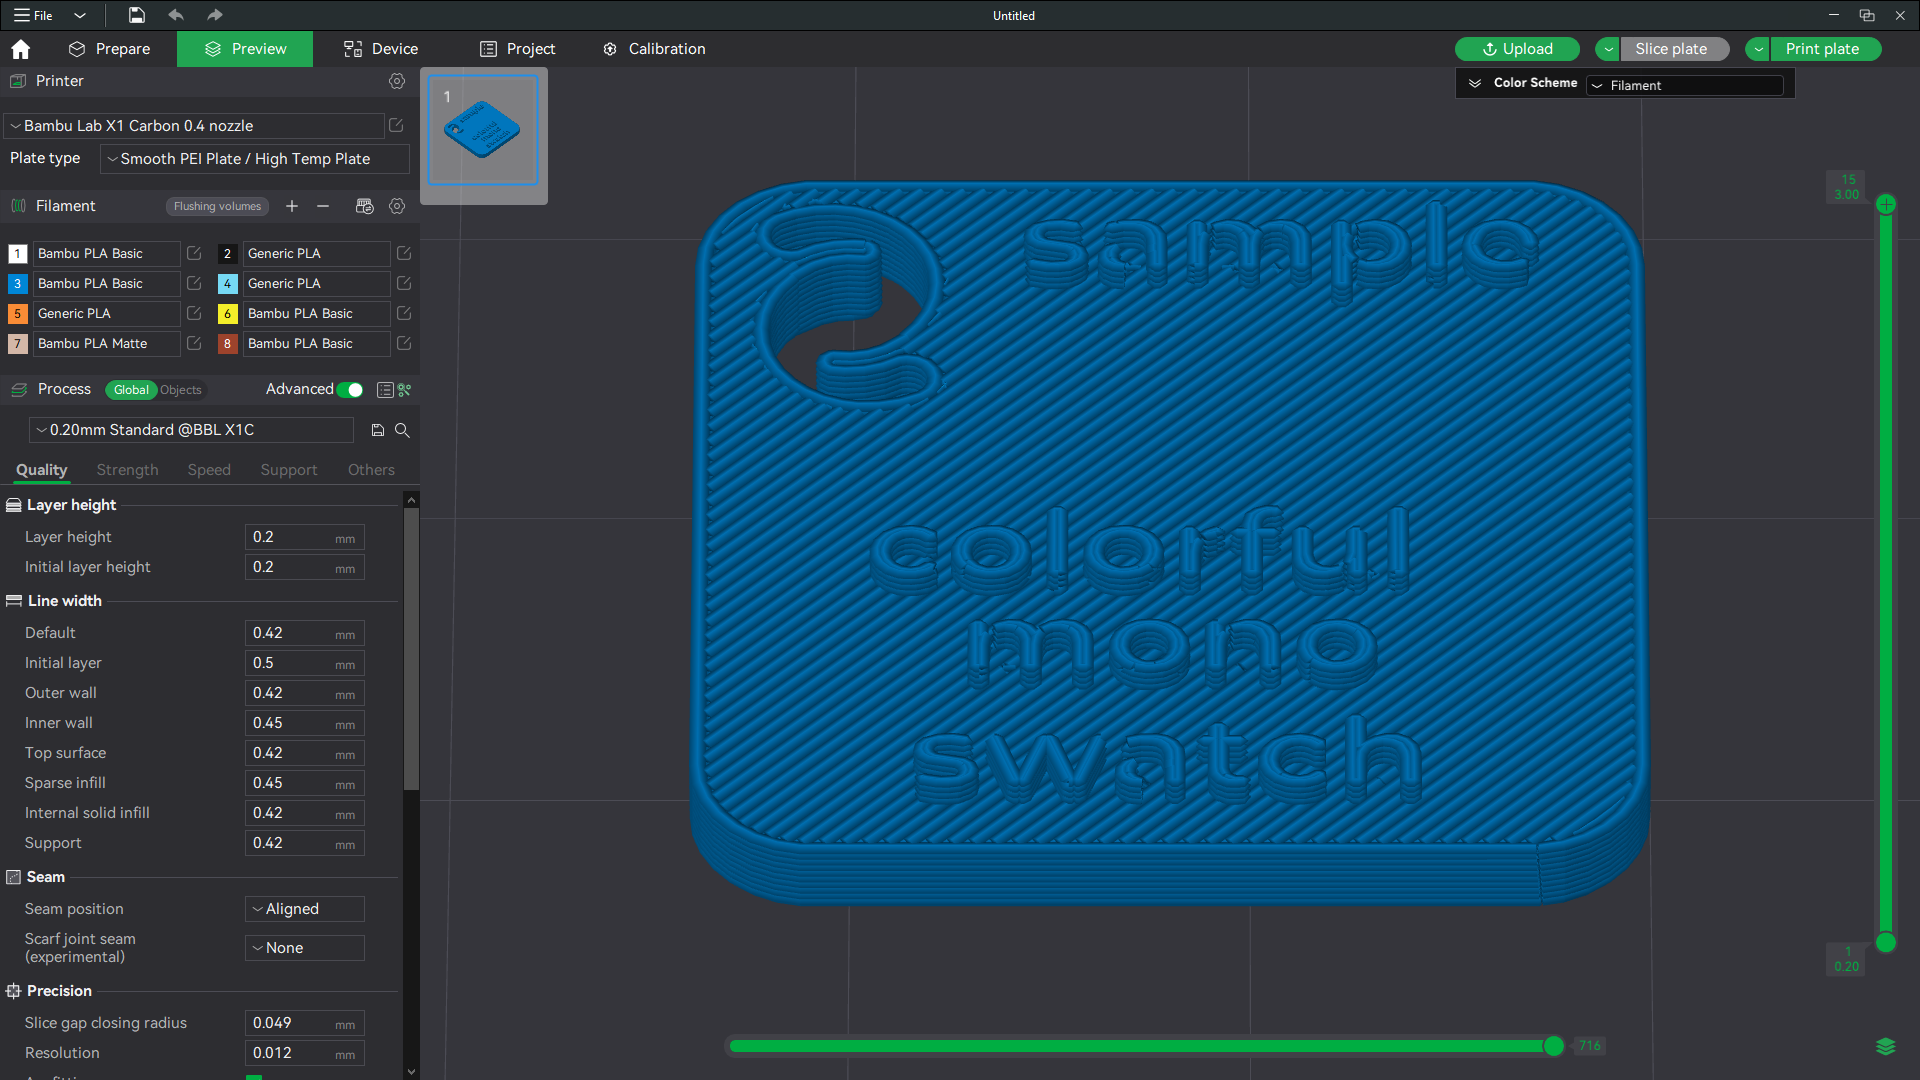 File
Untitled
Prepare
Preview
Device
Project
Calibration
Upload
Slice plate
Print plate
Printer
Color Scheme
Filament
1
Bambu Lab X1 Carbon 0.4 nozzle
Plate type
Smooth PEI Plate / High Temp Plate
Filament
Flushing volumes
1 Bambu PLA Basic
2 Generic PLA
3 Bambu PLA Basic
4 Generic PLA
5 Generic PLA
6 Bambu PLA Basic
7 Bambu PLA Matte
8 Bambu PLA Basic
Process
Global
Objects
Advanced
0.20mm Standard @BBL X1C
Quality
Strength
Speed
Support
Others
Layer height
Layer height 0.2 mm
Initial layer height 0.2 mm
Line width
Default 0.42 mm
Initial layer 0.5 mm
Outer wall 0.42 mm
Inner wall 0.45 mm
Top surface 0.42 mm
Sparse infill 0.45 mm
Internal solid infill 0.42 mm
Support 0.42 mm
Seam
Seam position Aligned
Scarf joint seam
(experimental) None
Precision
Slice gap closing radius 0.049 mm
Resolution 0.012 mm
sample
colorful
mono
swatch
15
3.00
1
0.20
716